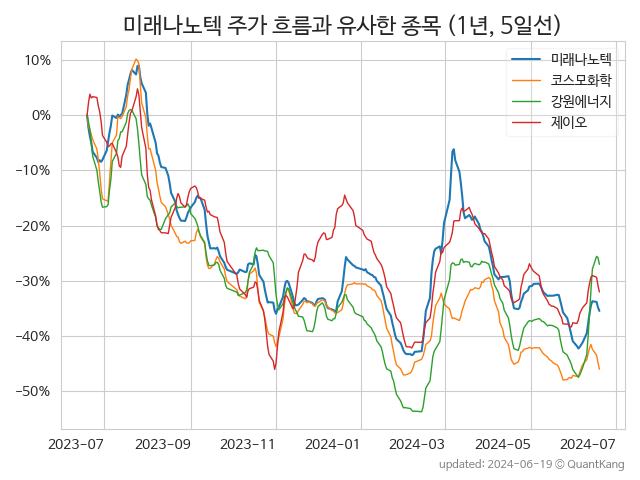 미래나노텍 주가 흐름과 유사한 종목 (1년, 5일선)
미래나노텍
코스모화학
강원에너지
제이오
10%
0%
−10%
−20%
−30%
−40%
−50%
2023-07
2023-09
2023-11
2024-01
2024-03
2024-05
2024-07
updated: 2024-06-19 © QuantKang